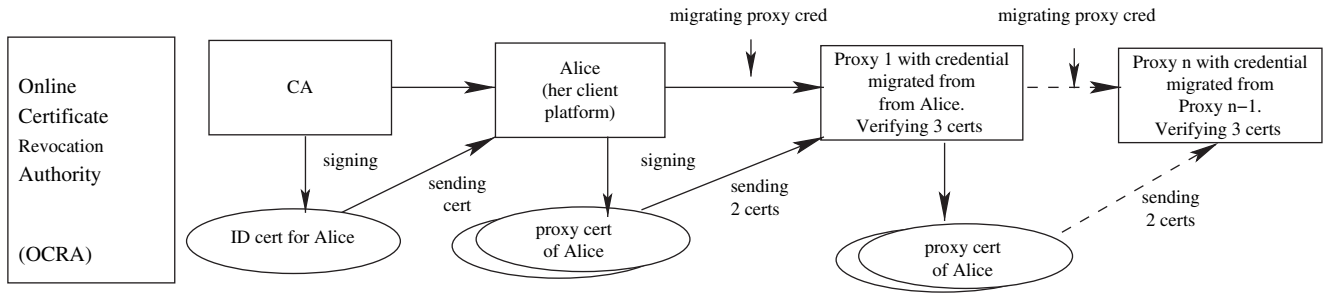 migrating proxy cred
migrating proxy cred
Online
Certificate
Revocation
Authority
(OCRA)
CA
Alice
(her client
platform)
Proxy 1 with credential
migrated from
from Alice.
Verifying 3 certs
Proxy n with credential
migrated from
Proxy n−1.
Verifying 3 certs
signing
sending
cert
signing
sending
2 certs
sending
2 certs
ID cert for Alice
proxy cert
of Alice
proxy cert
of Alice